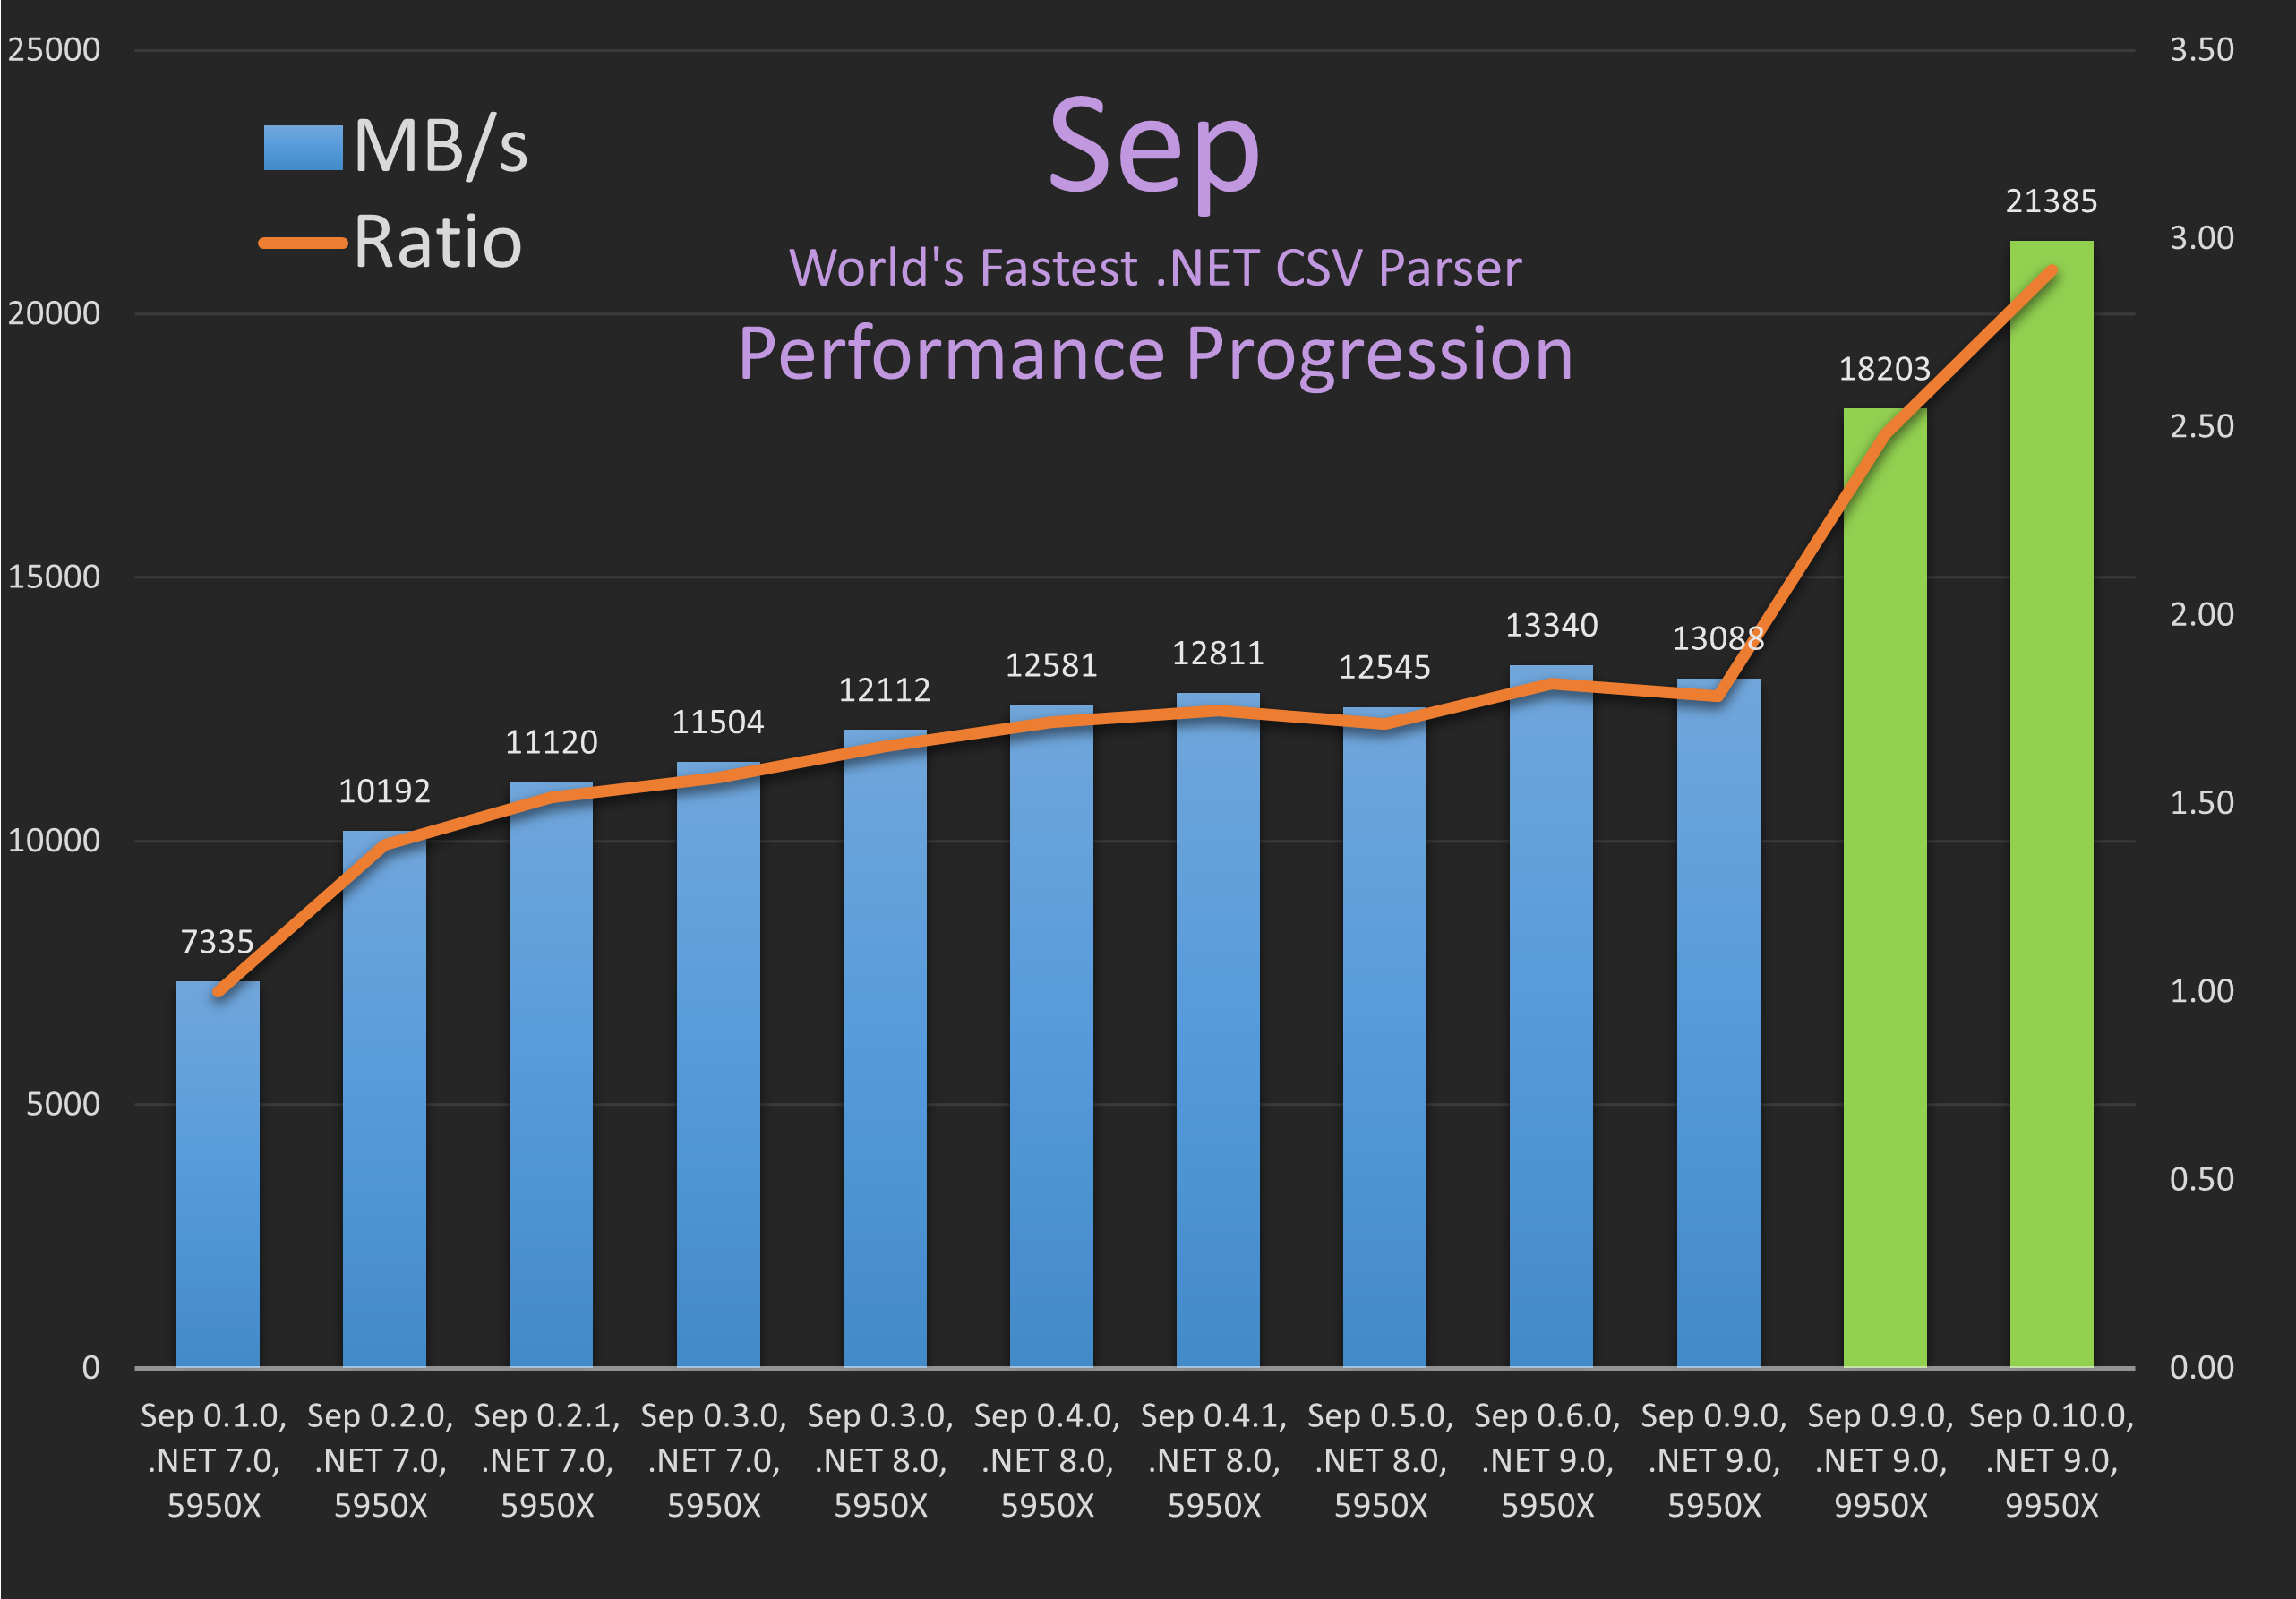 Sep
World's Fastest .NET CSV Parser
Performance Progression
MB/s
Ratio
25000
20000
15000
10000
5000
0
3.50
3.00
2.50
2.00
1.50
1.00
0.50
0.00
7335
10192
11120
11504
12112
12581
12811
12545
13340
13088
18203
21385
Sep 0.1.0,
.NET 7.0,
5950X
Sep 0.2.0,
.NET 7.0,
5950X
Sep 0.2.1,
.NET 7.0,
5950X
Sep 0.3.0,
.NET 7.0,
5950X
Sep 0.3.0,
.NET 8.0,
5950X
Sep 0.4.0,
.NET 8.0,
5950X
Sep 0.4.1,
.NET 8.0,
5950X
Sep 0.5.0,
.NET 8.0,
5950X
Sep 0.6.0,
.NET 9.0,
5950X
Sep 0.9.0,
.NET 9.0,
5950X
Sep 0.9.0,
.NET 9.0,
9950X
Sep 0.10.0,
.NET 9.0,
9950X